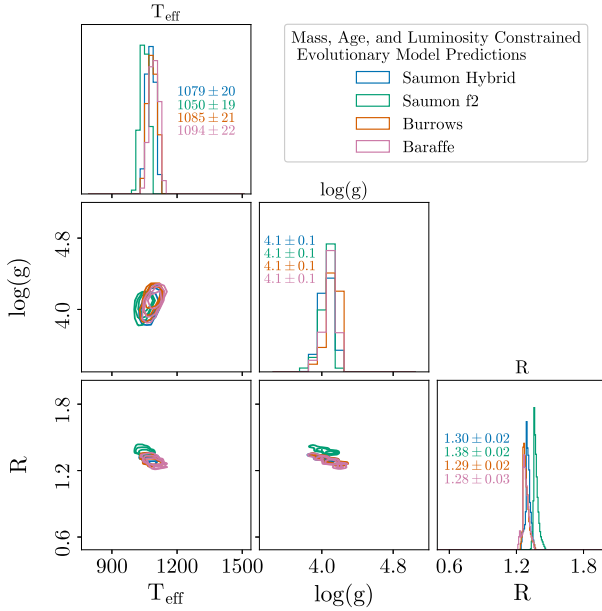 T_eff
Mass, Age, and Luminosity Constrained
Evolutionary Model Predictions
Saumon Hybrid
Saumon f2
Burrows
Baraffe
1079 ± 20
1050 ± 19
1085 ± 21
1094 ± 22
log(g)
log(g)
4.8
4.0
4.1 ± 0.1
4.1 ± 0.1
4.1 ± 0.1
4.1 ± 0.1
R
R
1.8
1.2
0.6
1.30 ± 0.02
1.38 ± 0.02
1.29 ± 0.02
1.28 ± 0.03
900 1200 1500
4.0 4.8
0.6 1.2 1.8
T_eff
log(g)
R